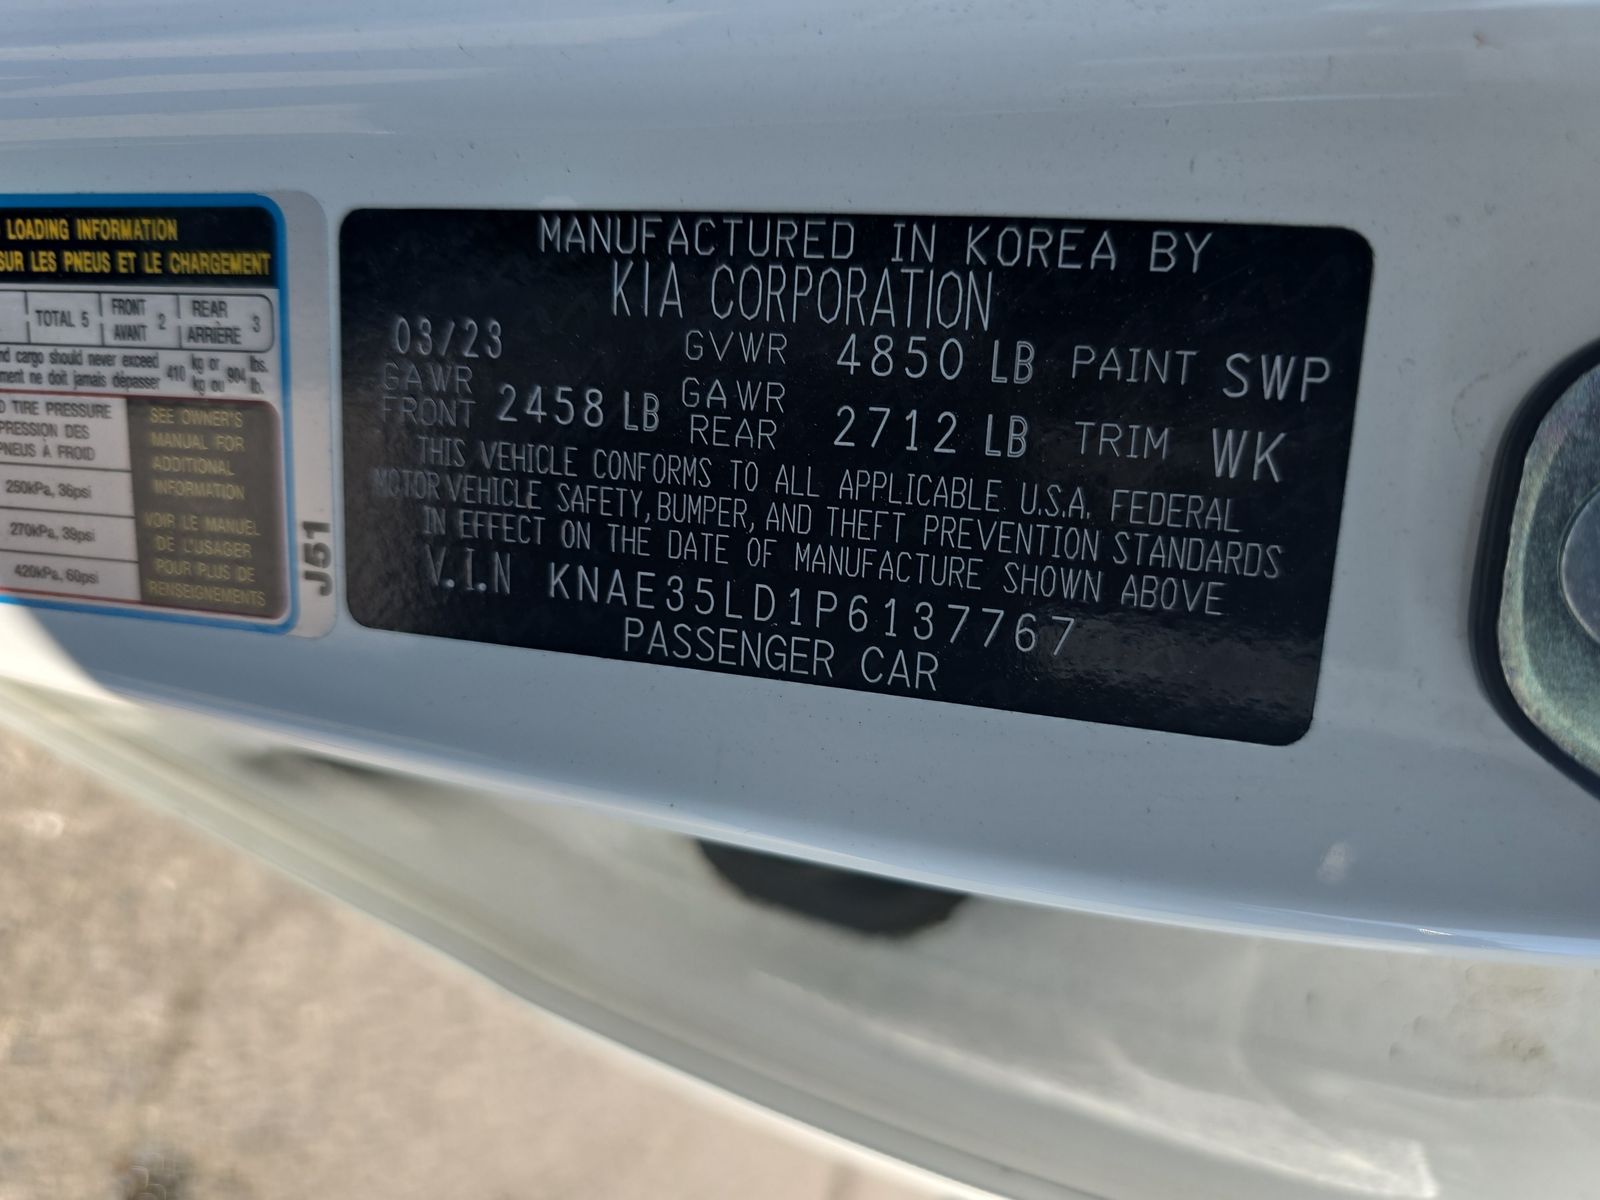 LOADING INFORMATION
SUR LES PNEUS ET LE CHARGEMENT
TOTAL 5 FRONT AVANT 2 REAR ARRIÈRE 3
cargo should never exceed 410 kg or 904 lbs.
ne doit jamais dépasser kg ou lb.
TIRE PRESSURE
PRESSION DES
PNEUS À FROID
250kPa, 36psi
270kPa, 39psi
420kPa, 60psi
SEE OWNER'S
MANUAL FOR
ADDITIONAL
INFORMATION
VOIR LE MANUEL
DE L'USAGER
POUR PLUS DE
RENSEIGNEMENTS
J51
MANUFACTURED IN KOREA BY
KIA CORPORATION
03/23 GVWR 4850 LB PAINT SWP
GAWR FRONT 2458 LB GAWR REAR 2712 LB TRIM WK
THIS VEHICLE CONFORMS TO ALL APPLICABLE U.S.A. FEDERAL
MOTOR VEHICLE SAFETY, BUMPER, AND THEFT PREVENTION STANDARDS
IN EFFECT ON THE DATE OF MANUFACTURE SHOWN ABOVE
V.I.N KNAE35LD1P6137767
PASSENGER CAR